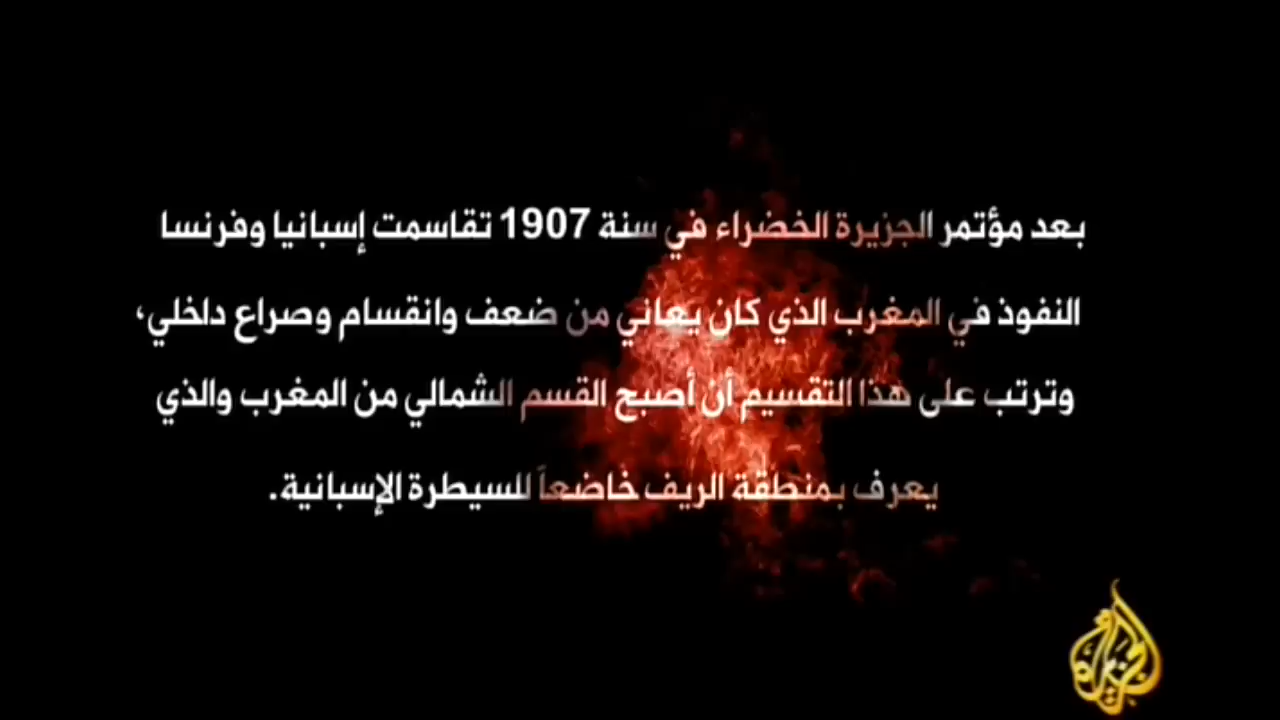 بعد مؤتمر الجزيرة الخضراء في سنة 1907 تقاسمت إسبانيا وفرنسا
النفوذ في المغرب الذي كان يعاني من ضعف وانقسام وصراع داخلي،
وترتب على هذا التقسيم أن أصبح القسم الشمالي من المغرب والذي
يعرف بمنطقة الريف خاضعاً للسيطرة الإسبانية.
الجزيرة